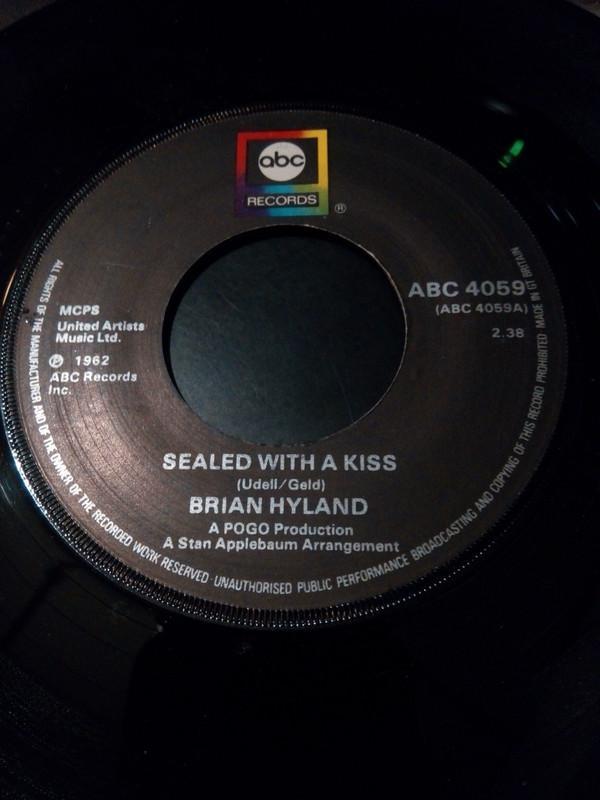 abc
RECORDS
®
ABC 4059
(ABC 4059A)
2.38
MCPS
United Artists
Music Ltd.
℗ 1962
ABC Records
Inc.
SEALED WITH A KISS
(Udell/Geld)
BRIAN HYLAND
A POGO Production
A Stan Applebaum Arrangement
ALL RIGHTS OF THE MANUFACTURER AND OF THE OWNER OF THE RECORDED WORK RESERVED · UNAUTHORISED PUBLIC PERFORMANCE BROADCASTING AND COPYING OF THIS RECORD PROHIBITED MADE IN GT BRITAIN